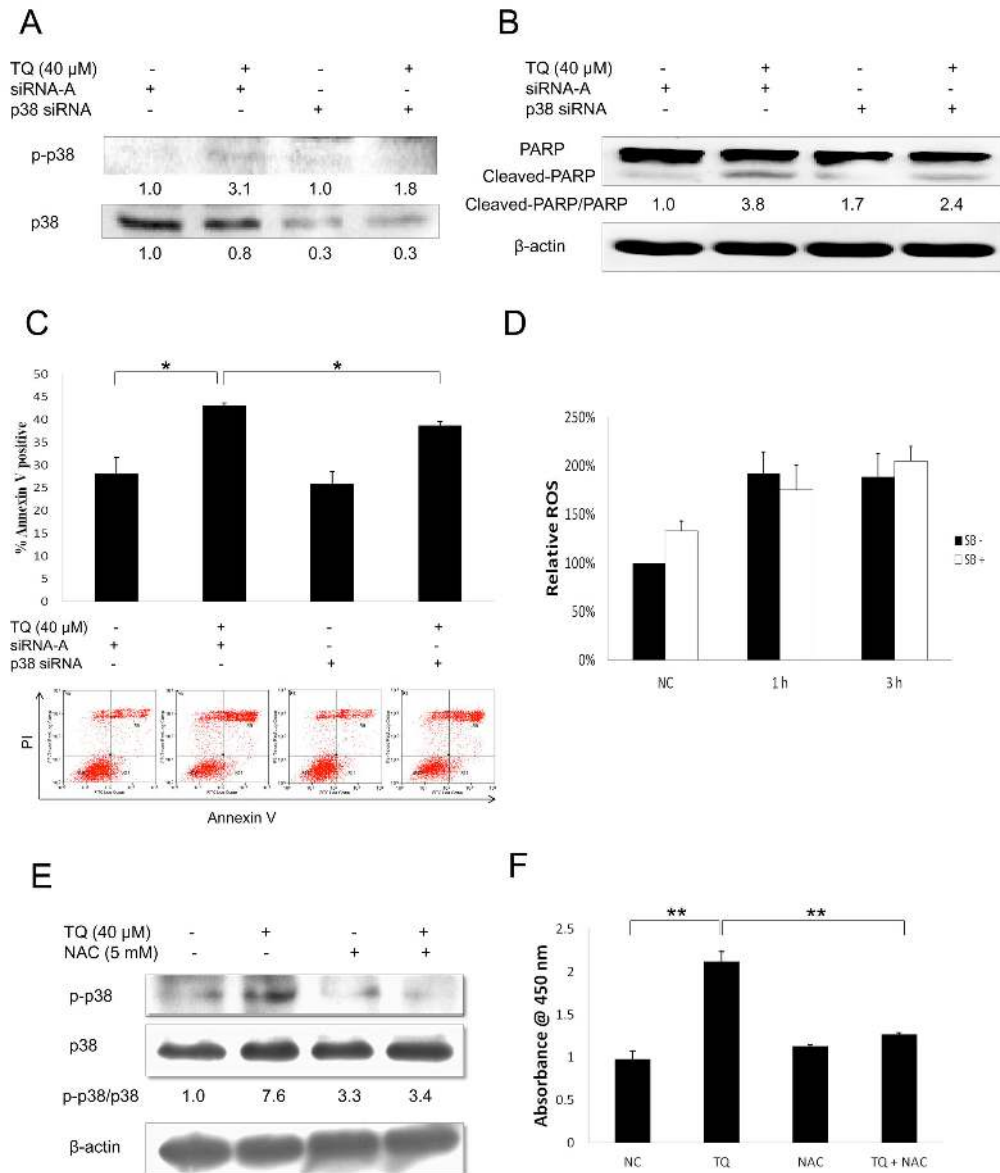 A
TQ (40 μM) - + - +
siRNA-A + + - -
p38 siRNA - - + +
p-p38
1.0 3.1 1.0 1.8
p38
1.0 0.8 0.3 0.3
B
TQ (40 μM) - + - +
siRNA-A + + - -
p38 siRNA - - + +
PARP
Cleaved-PARP
Cleaved-PARP/PARP 1.0 3.8 1.7 2.4
β-actin
C
* *
% Annexin V positive
50
45
40
35
30
25
20
15
10
5
0
TQ (40 μM) - + - +
siRNA-A + + - -
p38 siRNA - - + +
PI
Annexin V
D
Relative ROS
250%
200%
150%
100%
50%
0%
NC 1 h 3 h
SB -
SB +
E
TQ (40 μM) - + - +
NAC (5 mM) - - + +
p-p38
p38
p-p38/p38 1.0 7.6 3.3 3.4
β-actin
F
** **
Absorbance @ 450 nm
2.5
2
1.5
1
0.5
0
NC TQ NAC TQ + NAC